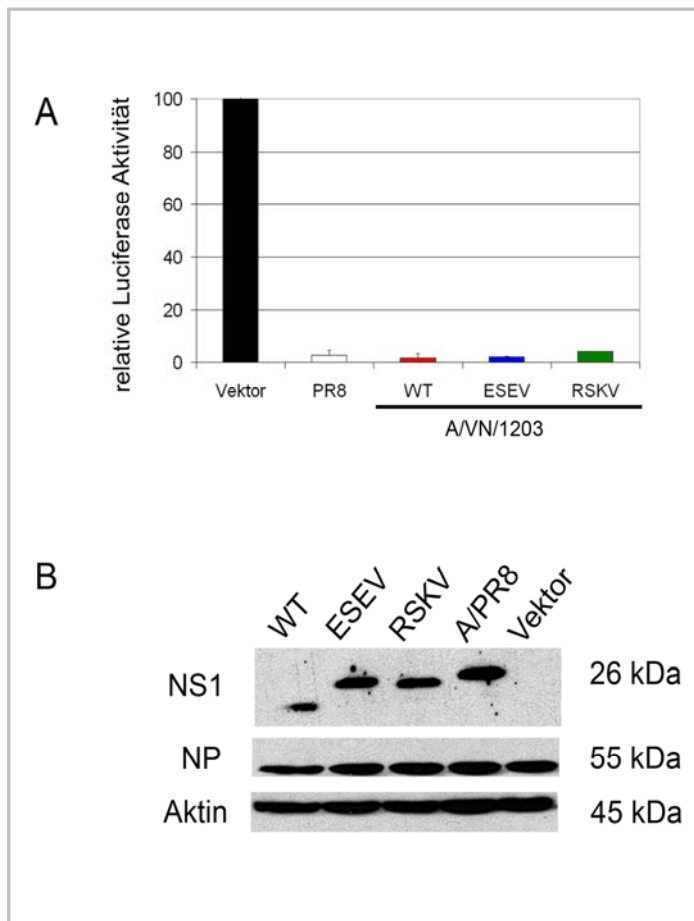 A
relative Luciferase Aktivität
100
80
60
40
20
0
Vektor PR8 WT ESEV RSKV
A/VN/1203
B
WT ESEV RSKV A/PR8 Vektor
NS1 26 kDa
NP 55 kDa
Aktin 45 kDa